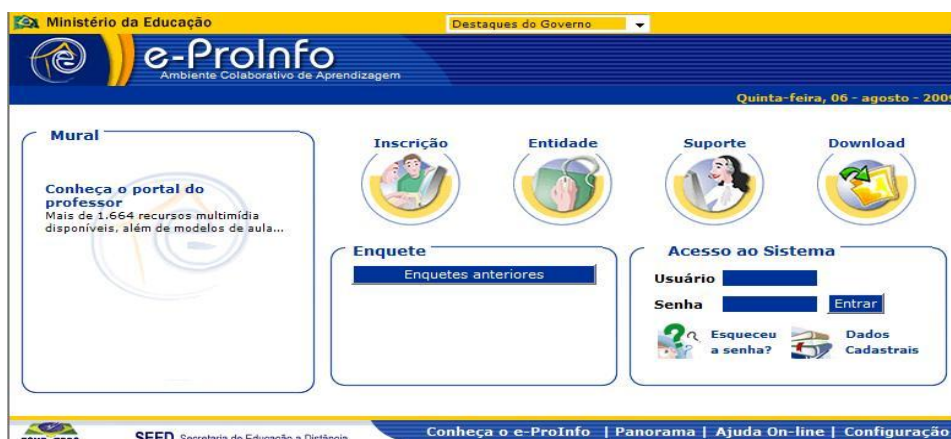 Ministério da Educação
Destaques do Governo
e-ProInfo
Ambiente Colaborativo de Aprendizagem
Quinta-feira, 06 - agosto - 2009
Mural
Conheça o portal do
professor
Mais de 1.664 recursos multimídia
disponíveis, além de modelos de aula...
Inscrição
Entidade
Suporte
Download
Enquete
Enquetes anteriores
Acesso ao Sistema
Usuário
Senha
Entrar
Esqueceu
a senha?
Dados
Cadastrais
SEED Secretaria de Educação a Distância
Conheça o e-ProInfo | Panorama | Ajuda On-line | Configuração